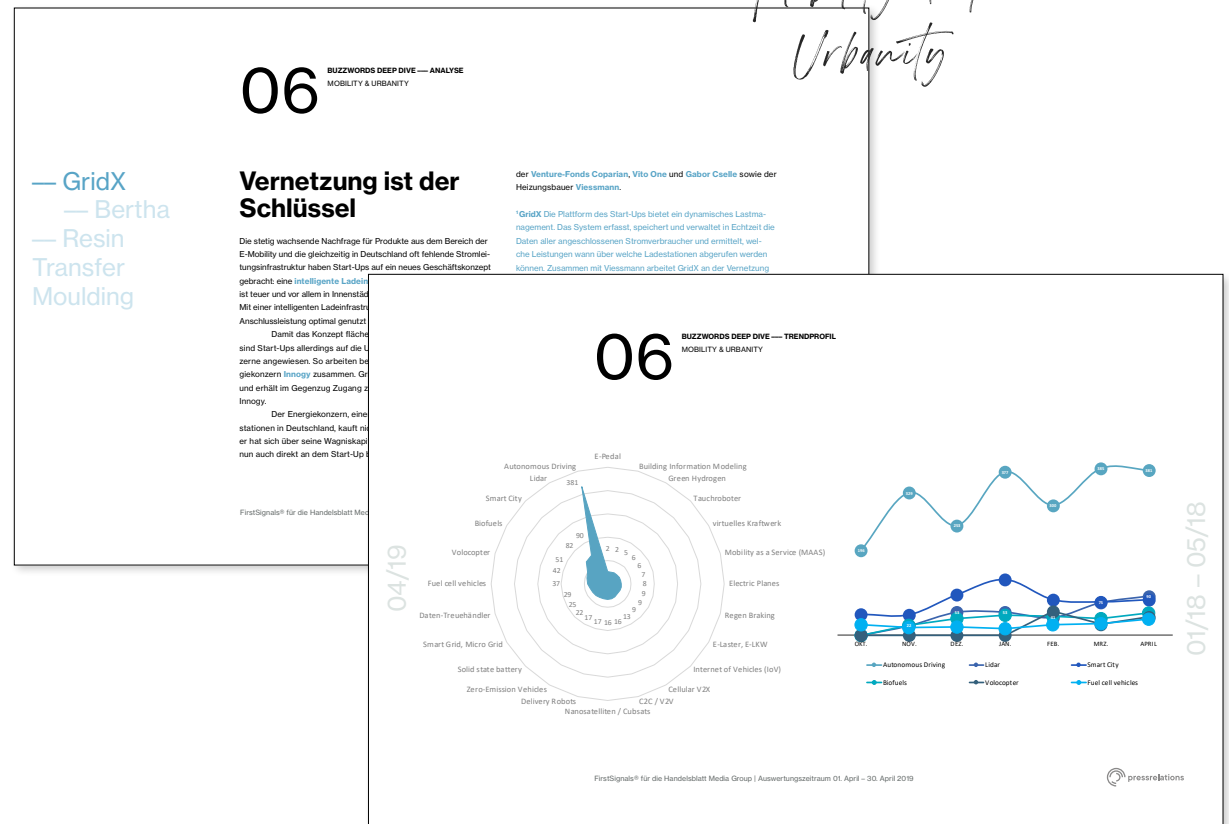 Urbanity
06
BUZZWORDS DEEP DIVE — ANALYSE
MOBILITY & URBANITY
— GridX
— Bertha
— Resin
Transfer
Moulding
Vernetzung ist der
Schlüssel
Die stetig wachsende Nachfrage für Produkte aus dem Bereich der
E-Mobility und die gleichzeitig in Deutschland oft fehlende Stromlei-
tungsinfrastruktur haben Start-Ups auf ein neues Geschäftskonzept
gebracht: eine intelligente Ladein
ist teuer und vor allem in Innenstäd
Mit einer intelligenten Ladeinfrastru
Anschlussleistung optimal genutzt
Damit das Konzept fläche
sind Start-Ups allerdings auf die U
zerne angewiesen. So arbeiten be
giekonzern Innogy zusammen. Gr
und erhält im Gegenzug Zugang z
Innogy.
Der Energiekonzern, eine
stationen in Deutschland, kauft ni
er hat sich über seine Wagniskapi
nun auch direkt an dem Start-Up b
der Venture-Fonds Coparian, Vito One und Gabor Cselle sowie der
Heizungsbauer Viessmann.
'GridX Die Plattform des Start-Ups bietet ein dynamisches Lastma-
nagement. Das System erfasst, speichert und verwaltet in Echtzeit die
Daten aller angeschlossenen Stromverbraucher und ermittelt, wel-
che Leistungen wann über welche Ladestationen abgerufen werden
können. Zusammen mit Viessmann arbeitet GridX an der Vernetzung
FirstSignals® für die Handelsblatt Med
06
BUZZWORDS DEEP DIVE — TRENDPROFIL
MOBILITY & URBANITY
04/19
E-Pedal
Building Information Modeling
Green Hydrogen
Tauchroboter
virtuelles Kraftwerk
Mobility as a Service (MAAS)
Electric Planes
Regen Braking
E-Laster, E-LKW
Internet of Vehicles (IoV)
Cellular V2X
C2C / V2V
Nanosatelliten / Cubsats
Delivery Robots
Zero-Emission Vehicles
Solid state battery
Smart Grid, Micro Grid
Daten-Treuehändler
Fuel cell vehicles
Volocopter
Biofuels
Smart City
Lidar
Autonomous Driving
2
2
5
6
6
7
8
9
9
9
13
16
16
17
17
22
25
29
37
42
51
82
90
381
OKT. NOV. DEZ. JAN. FEB. MRZ. APRIL
Autonomous Driving Lidar Smart City
Biofuels Volocopter Fuel cell vehicles
01/18 – 05/18
FirstSignals® für die Handelsblatt Media Group | Auswertungszeitraum 01. April – 30. April 2019
pressrelations